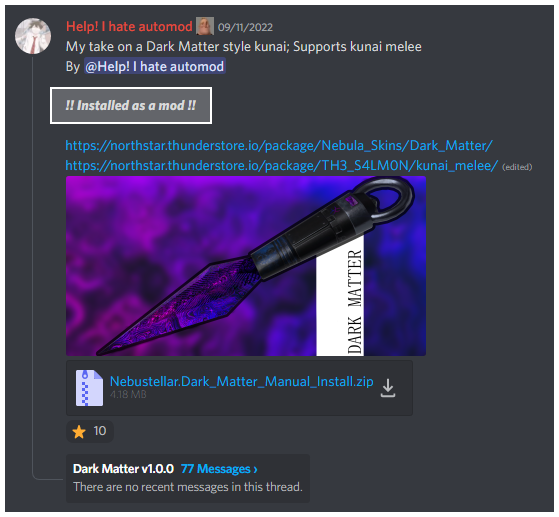 Help! I hate automod 09/11/2022
My take on a Dark Matter style kunai; Supports kunai melee
By @Help! I hate automod
!! Installed as a mod !!
https://northstar.thunderstore.io/package/Nebula_Skins/Dark_Matter/
https://northstar.thunderstore.io/package/TH3_S4LM0N/kunai_melee/ (edited)
DARK MATTER
Nebustellar.Dark_Matter_Manual_Install.zip
4.18 MB
10
Dark Matter v1.0.0 77 Messages ›
There are no recent messages in this thread.